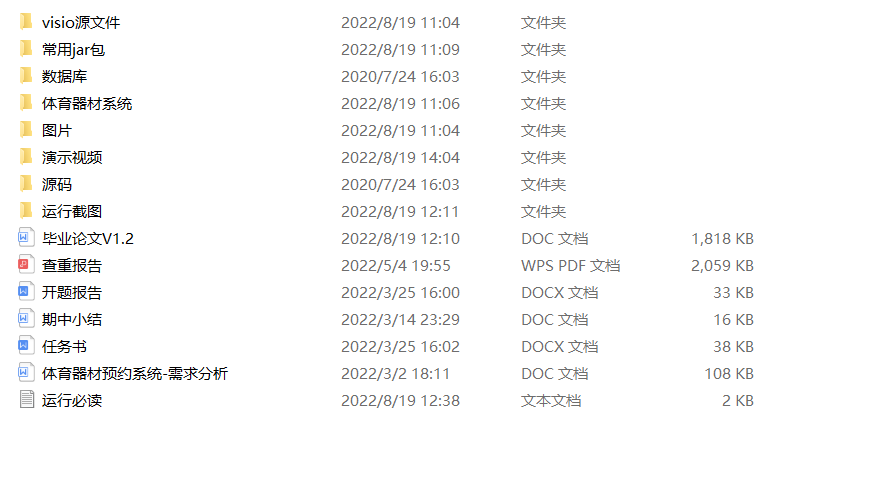 visio源文件 2022/8/19 11:04 文件夹
常用jar包 2022/8/19 11:09 文件夹
数据库 2020/7/24 16:03 文件夹
体育器材系统 2022/8/19 11:06 文件夹
图片 2022/8/19 11:04 文件夹
演示视频 2022/8/19 14:04 文件夹
源码 2020/7/24 16:03 文件夹
运行截图 2022/8/19 12:11 文件夹
毕业论文V1.2 2022/8/19 12:10 DOC 文档 1,818 KB
查重报告 2022/5/4 19:55 WPS PDF 文档 2,059 KB
开题报告 2022/3/25 16:00 DOCX 文档 33 KB
期中小结 2022/3/14 23:29 DOC 文档 16 KB
任务书 2022/3/25 16:02 DOCX 文档 38 KB
体育器材预约系统-需求分析 2022/3/2 18:11 DOC 文档 108 KB
运行必读 2022/8/19 12:38 文本文档 2 KB